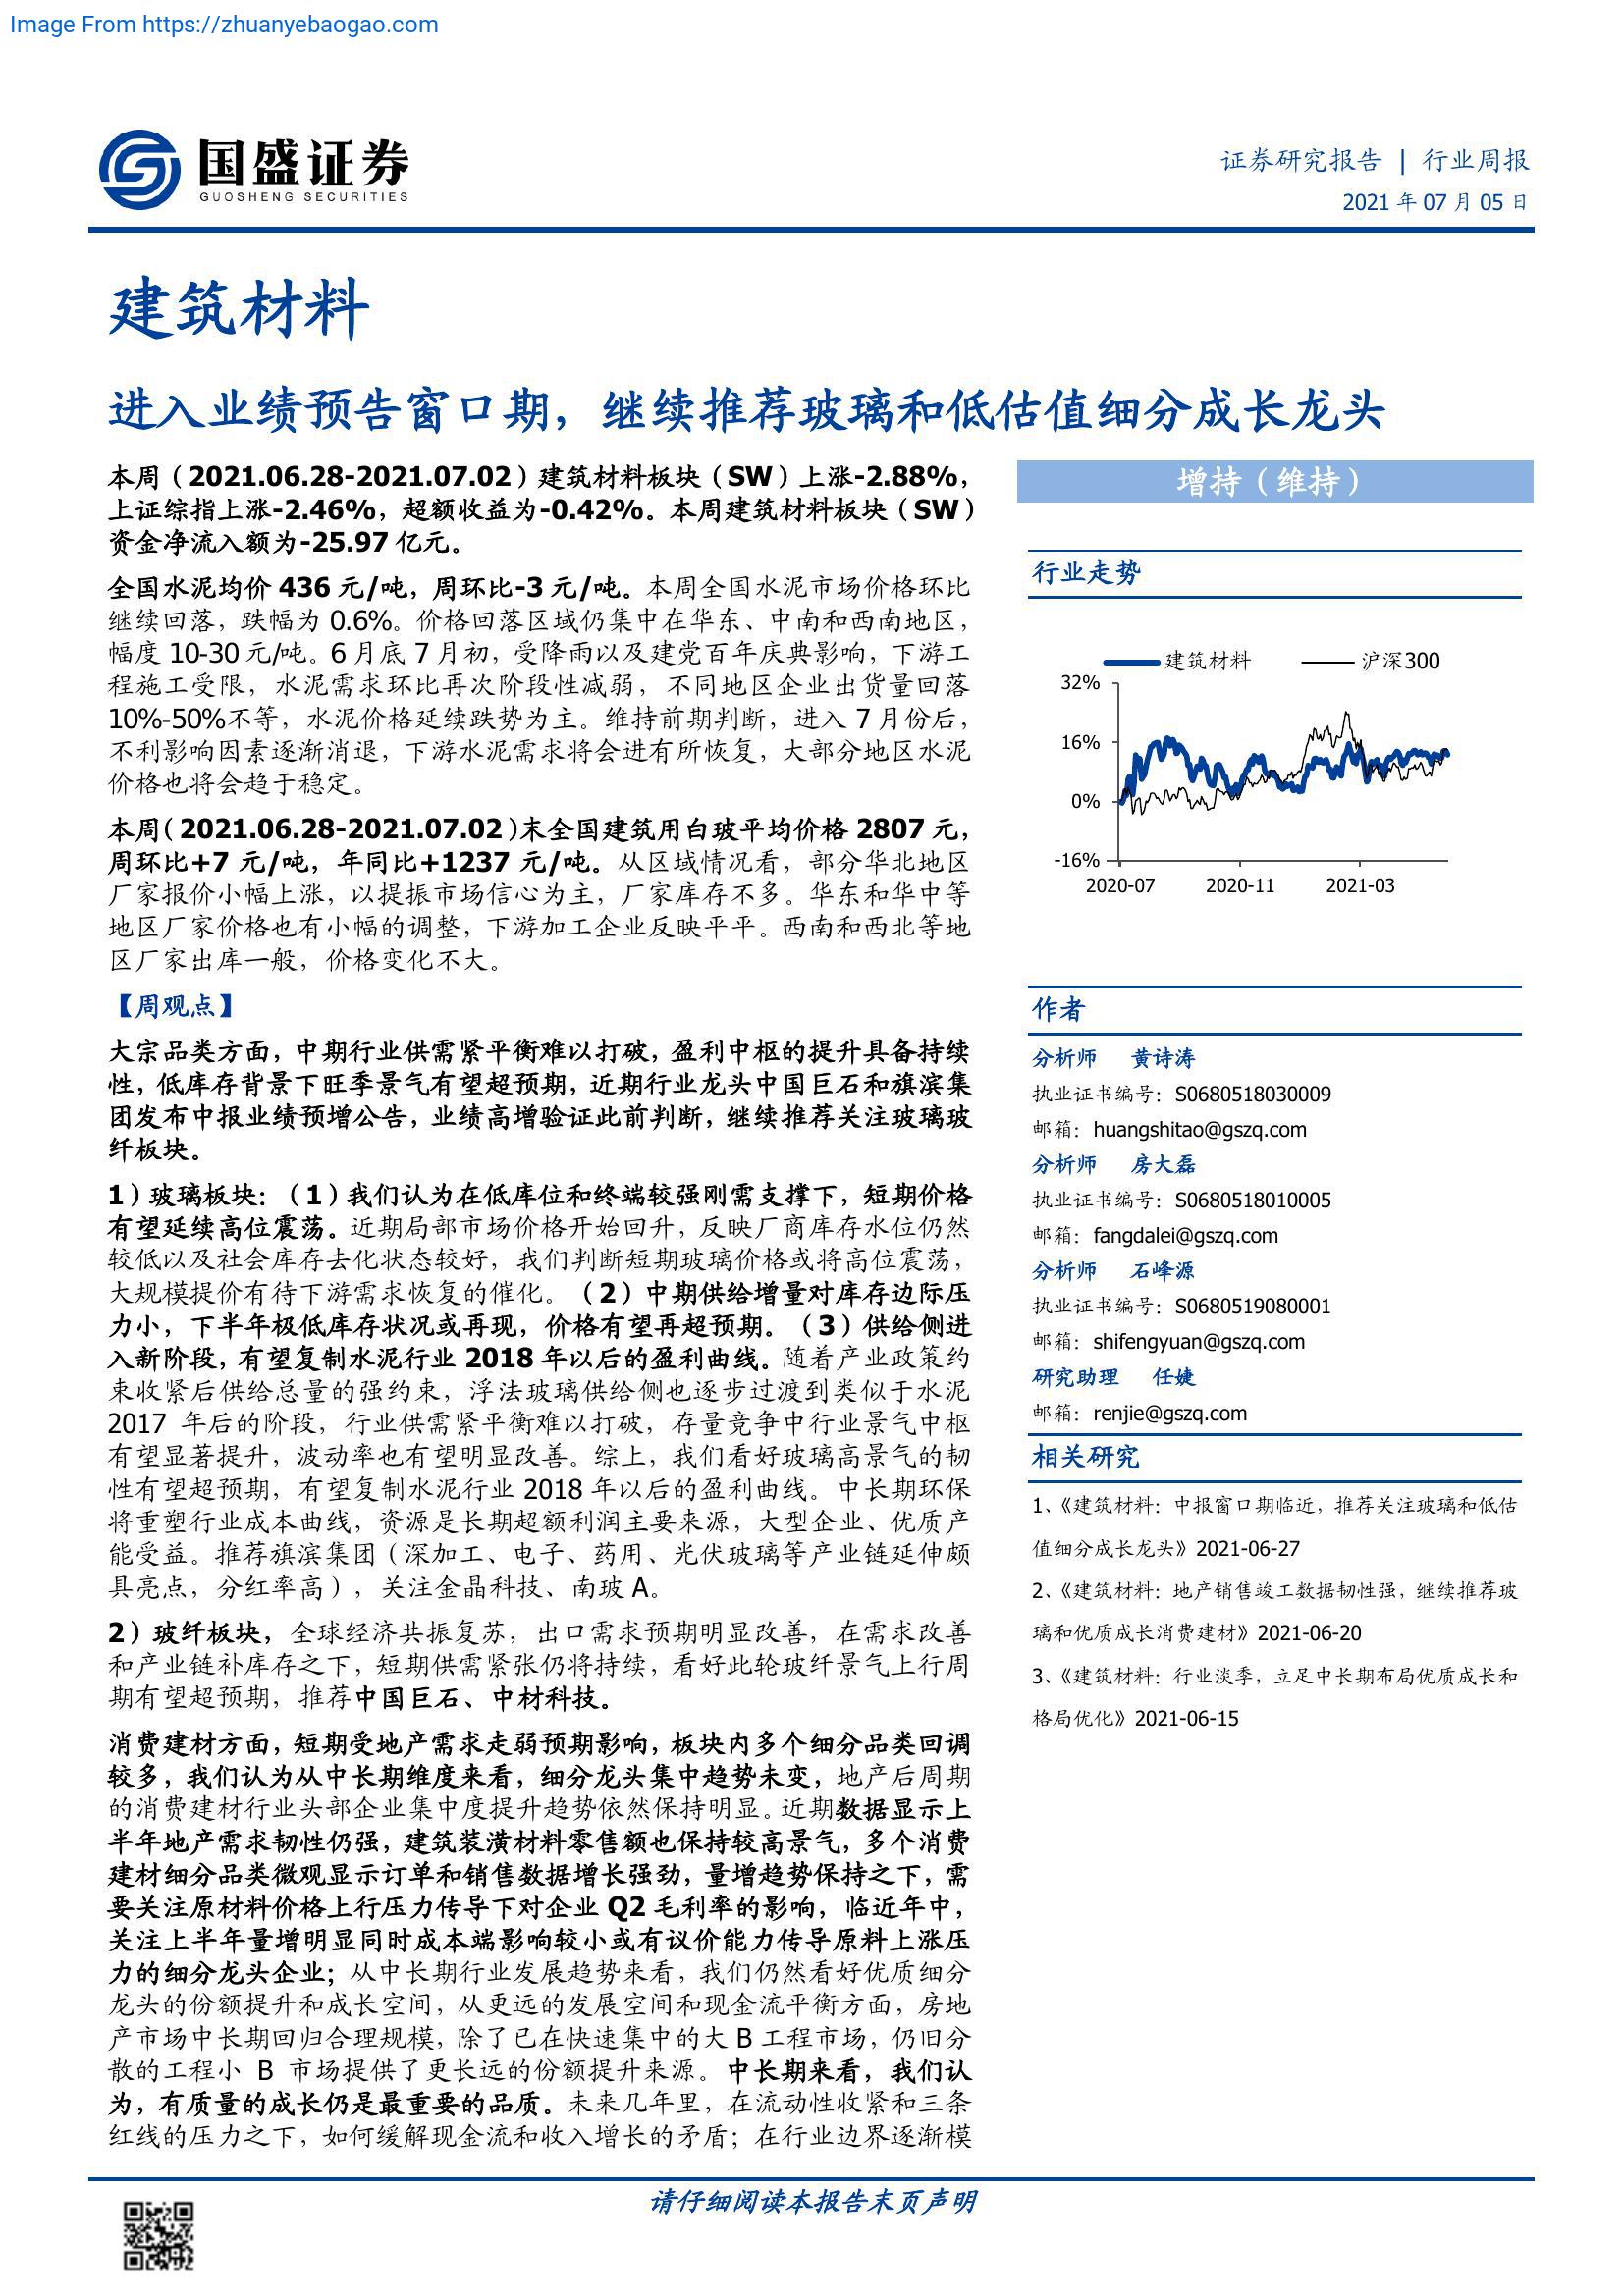 Image From https://zhuanyebaogao.com
国盛证券
GUOSHENG SECURITIES
证券研究报告 | 行业周报
2021 年 07 月 05 日
建筑材料
进入业绩预告窗口期，继续推荐玻璃和低估值细分成长龙头
本周（2021.06.28-2021.07.02）建筑材料板块（SW）上涨-2.88%，
上证综指上涨-2.46%，超额收益为-0.42%。本周建筑材料板块（SW）
资金净流入额为-25.97 亿元。
全国水泥均价 436 元/吨，周环比-3 元/吨。本周全国水泥市场价格环比
继续回落，跌幅为 0.6%。价格回落区域仍集中在华东、中南和西南地区，
幅度 10-30 元/吨。6 月底 7 月初，受降雨以及建党百年庆典影响，下游工
程施工受限，水泥需求环比再次阶段性减弱，不同地区企业出货量回落
10%-50%不等，水泥价格延续跌势为主。维持前期判断，进入 7 月份后，
不利影响因素逐渐消退，下游水泥需求将会进有所恢复，大部分地区水泥
价格也将会趋于稳定。
本周（2021.06.28-2021.07.02）末全国建筑用白玻平均价格 2807 元，
周环比+7 元/吨，年同比+1237 元/吨。从区域情况看，部分华北地区
厂家报价小幅上涨，以提振市场信心为主，厂家库存不多。华东和华中等
地区厂家价格也有小幅的调整，下游加工企业反映平平。西南和西北等地
区厂家出库一般，价格变化不大。
【周观点】
大宗品类方面，中期行业供需紧平衡难以打破，盈利中枢的提升具备持续
性，低库存背景下旺季景气有望超预期，近期行业龙头中国巨石和旗滨集
团发布中报业绩预增公告，业绩高增验证此前判断，继续推荐关注玻璃玻
纤板块。
1）玻璃板块：（1）我们认为在低库位和终端较强刚需支撑下，短期价格
有望延续高位震荡。近期局部市场价格开始回升，反映厂商库存水位仍然
较低以及社会库存去化状态较好，我们判断短期玻璃价格或将高位震荡，
大规模提价有待下游需求恢复的催化。（2）中期供给增量对库存边际压
力小，下半年极低库存状况或再现，价格有望再超预期。（3）供给侧进
入新阶段，有望复制水泥行业 2018 年以后的盈利曲线。随着产业政策约
束收紧后供给总量的强约束，浮法玻璃供给侧也逐步过渡到类似于水泥
2017 年后的阶段，行业供需紧平衡难以打破，存量竞争中行业景气中枢
有望显著提升，波动率也有望明显改善。综上，我们看好玻璃高景气的韧
性有望超预期，有望复制水泥行业 2018 年以后的盈利曲线。中长期环保
将重塑行业成本曲线，资源是长期超额利润主要来源，大型企业、优质产
能受益。推荐旗滨集团（深加工、电子、药用、光伏玻璃等产业链延伸颇
具亮点，分红率高），关注金晶科技、南玻 A。
2）玻纤板块，全球经济共振复苏，出口需求预期明显改善，在需求改善
和产业链补库存之下，短期供需紧张仍将持续，看好此轮玻纤景气上行周
期有望超预期，推荐中国巨石、中材科技。
消费建材方面，短期受地产需求走弱预期影响，板块内多个细分品类回调
较多，我们认为从中长期维度来看，细分龙头集中趋势未变，地产后周期
的消费建材行业头部企业集中度提升趋势依然保持明显。近期数据显示上
半年地产需求韧性仍强，建筑装潢材料零售额也保持较高景气，多个消费
建材细分品类微观显示订单和销售数据增长强劲，量增趋势保持之下，需
要关注原材料价格上行压力传导下对企业 Q2 毛利率的影响，临近年中，
关注上半年量增明显同时成本端影响较小或有议价能力传导原料上涨压
力的细分龙头企业；从中长期行业发展趋势来看，我们仍然看好优质细分
龙头的份额提升和成长空间，从更远的发展空间和现金流平衡方面，房地
产市场中长期回归合理规模，除了已在快速集中的大 B 工程市场，仍旧分
散的工程小 B 市场提供了更长远的份额提升来源。中长期来看，我们认
为，有质量的成长仍是最重要的品质。未来几年里，在流动性收紧和三条
红线的压力之下，如何缓解现金流和收入增长的矛盾；在行业边界逐渐模
增持（维持）
行业走势
建筑材料 沪深300
32%
16%
0%
-16%
2020-07 2020-11 2021-03
作者
分析师 黄诗涛
执业证书编号：S0680518030009
邮箱：huangshitao@gszq.com
分析师 房大磊
执业证书编号：S0680518010005
邮箱：fangdalei@gszq.com
分析师 石峰源
执业证书编号：S0680519080001
邮箱：shifengyuan@gszq.com
研究助理 任婕
邮箱：renjie@gszq.com
相关研究
1、《建筑材料：中报窗口期临近，推荐关注玻璃和低估
值细分成长龙头》2021-06-27
2、《建筑材料：地产销售竣工数据韧性强，继续推荐玻
璃和优质成长消费建材》2021-06-20
3、《建筑材料：行业淡季，立足中长期布局优质成长和
格局优化》2021-06-15
请仔细阅读本报告末页声明